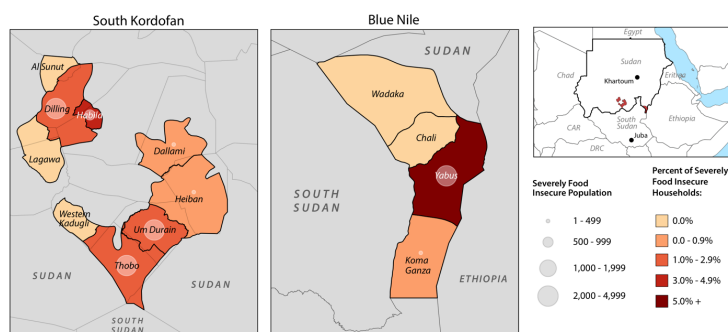 South Kordofan
Al Sunut
Dilling
Habila
Lagawa
Dallami
Heiban
Western
Kadugli
Um Durain
Thobo
SUDAN
SUDAN
SOUTH
SUDAN
Blue Nile
SUDAN
Wadaka
Chali
Yabus
SOUTH
SUDAN
Koma
Ganza
ETHIOPIA
Egypt
Sudan
Chad
Khartoum
Eritrea
CAR
South
Sudan
Ethiopia
Juba
DRC
Severely Food
Insecure Population
1 - 499
500 - 999
1,000 - 1,999
2,000 - 4,999
Percent of Severely
Food Insecure
Households:
0.0%
0.0 - 0.9%
1.0% - 2.9%
3.0% - 4.9%
5.0% +